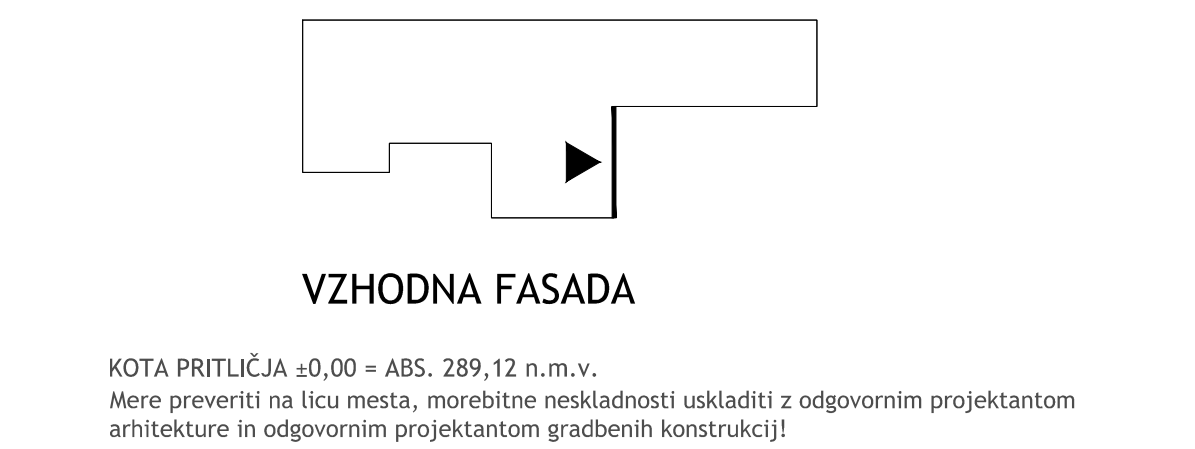 VZHODNA FASADA
KOTA PRITLIČJA ±0,00 = ABS. 289,12 n.m.v.
Mere preveriti na licu mesta, morebitne neskladnosti uskladiti z odgovornim projektantom
arhitekture in odgovornim projektantom gradbenih konstrukcij!